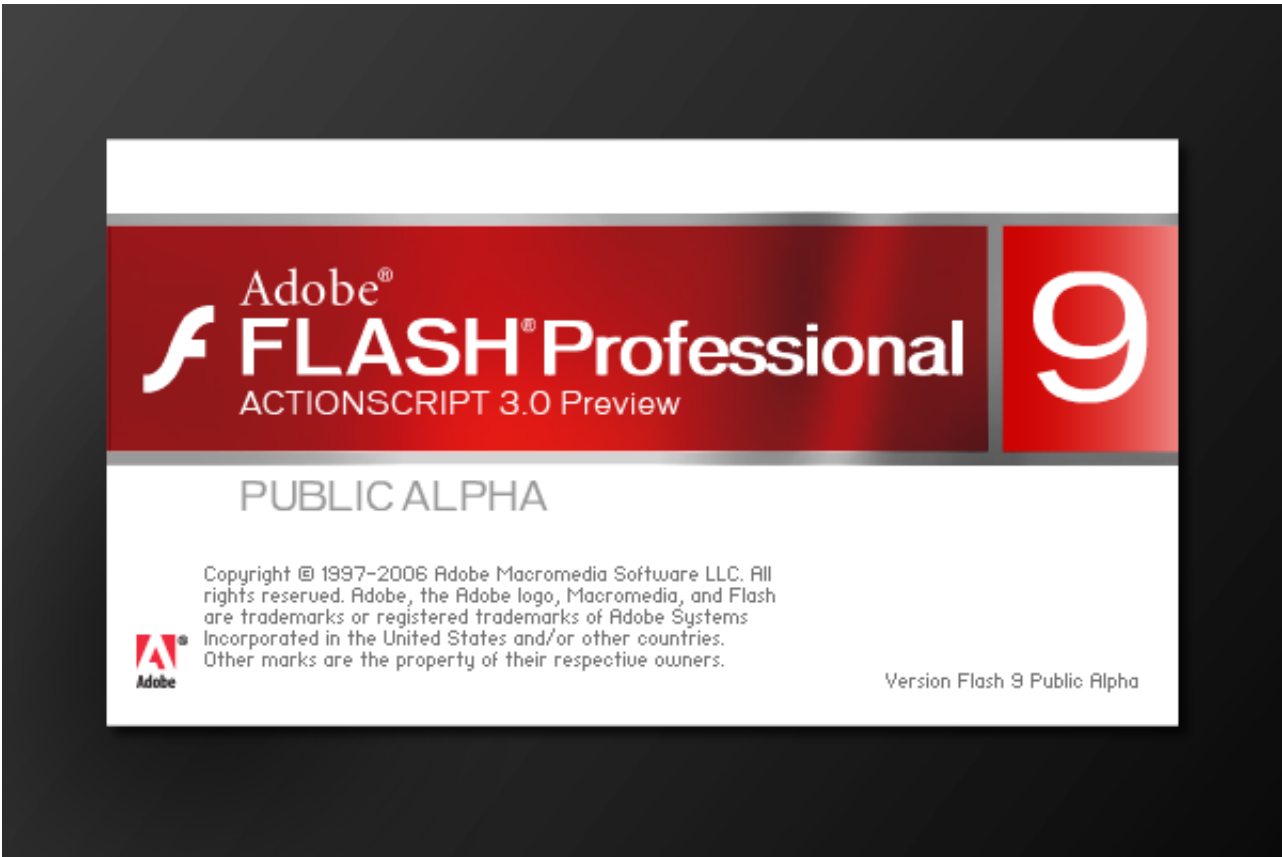 Adobe®
FLASH® Professional
ACTIONSCRIPT 3.0 Preview
9
PUBLIC ALPHA
Copyright © 1997-2006 Adobe Macromedia Software LLC. All
rights reserved. Adobe, the Adobe logo, Macromedia, and Flash
are trademarks or registered trademarks of Adobe Systems
Incorporated in the United States and/or other countries.
Other marks are the property of their respective owners.
®
Adobe
Version Flash 9 Public Alpha